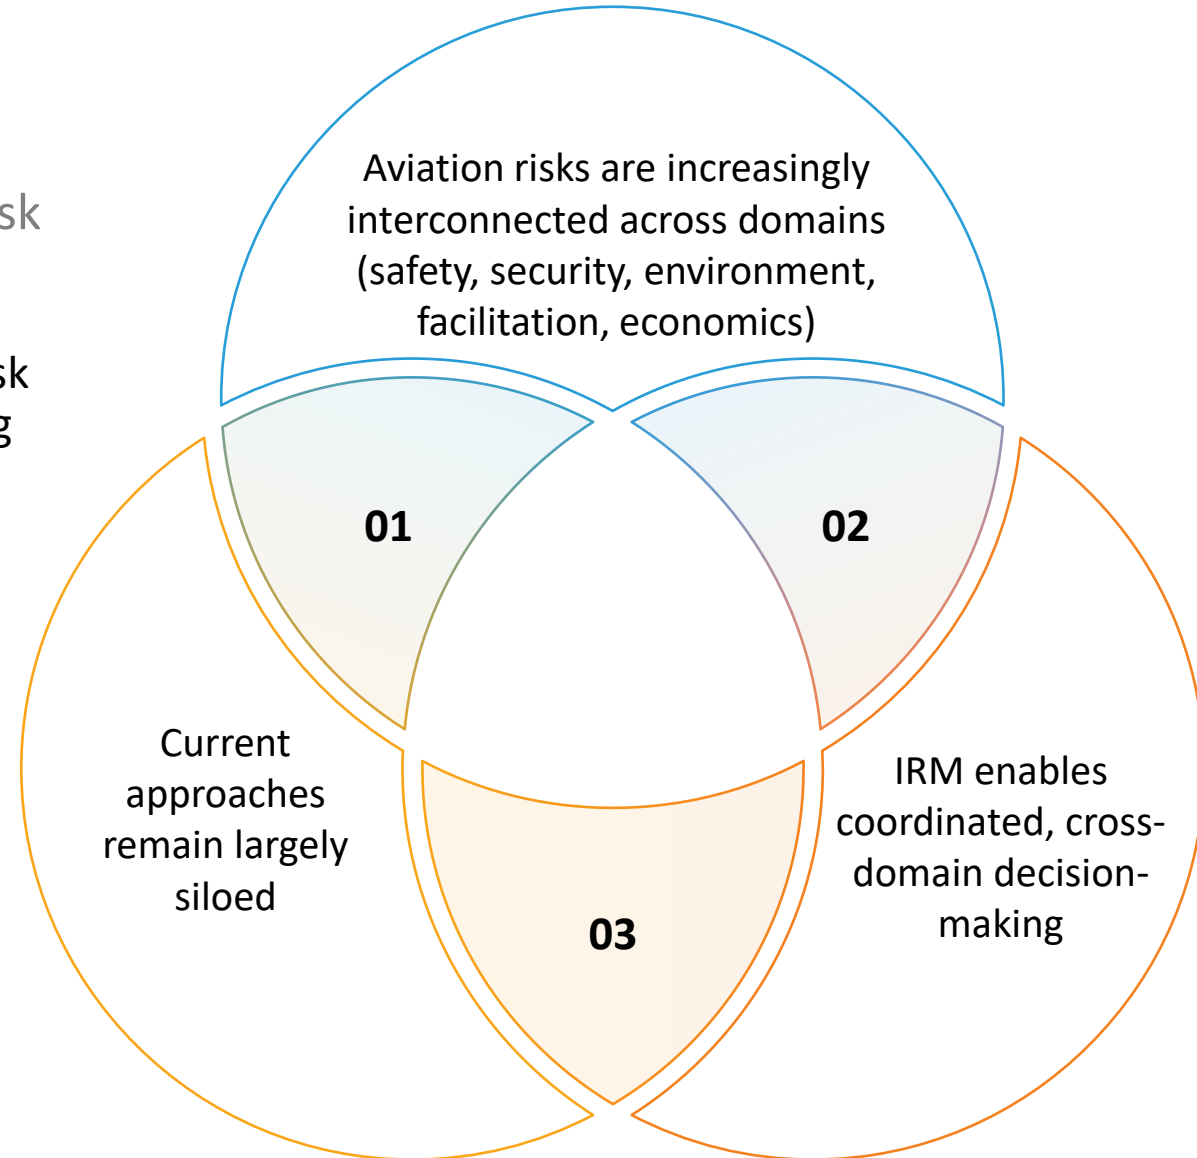 Aviation risks are increasingly
interconnected across domains
(safety, security, environment,
facilitation, economics)
01
02
Current
approaches
remain largely
siloed
IRM enables
coordinated, cross-
domain decision-
making
03